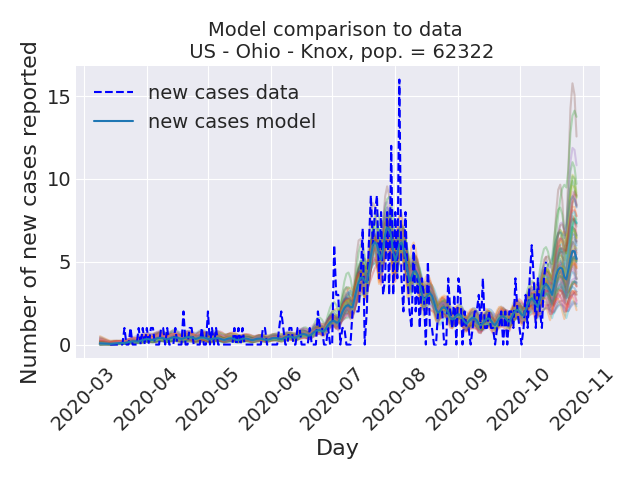 Model comparison to data
US - Ohio - Knox, pop. = 62322
Number of new cases reported
15
10
5
0
new cases data
new cases model
2020-03
2020-04
2020-05
2020-06
2020-07
2020-08
2020-09
2020-10
2020-11
Day